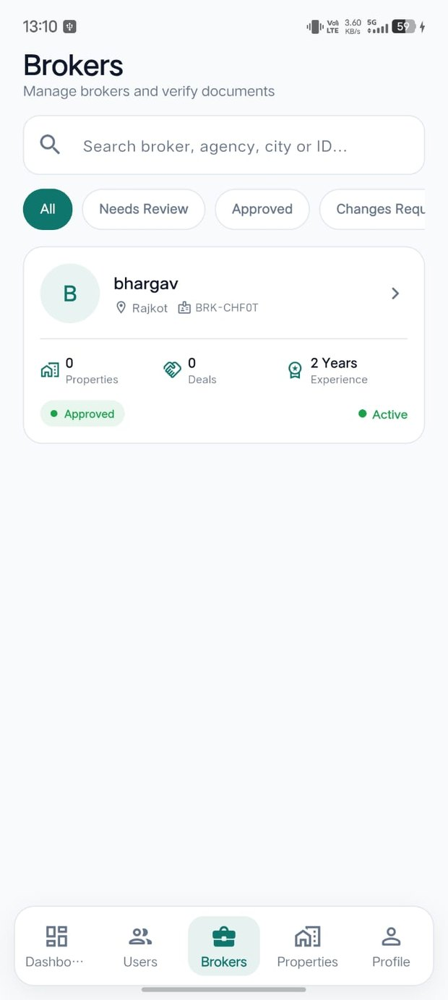 13:10 Vo) LTE 3.60 KB/s 5G 59
Brokers
Manage brokers and verify documents
Search broker, agency, city or ID...
All Needs Review Approved Changes Requ
B bhargav
Rajkot BRK-CHF0T
0 0 2 Years
Properties Deals Experience
Approved Active
Dashbo··· Users Brokers Properties Profile